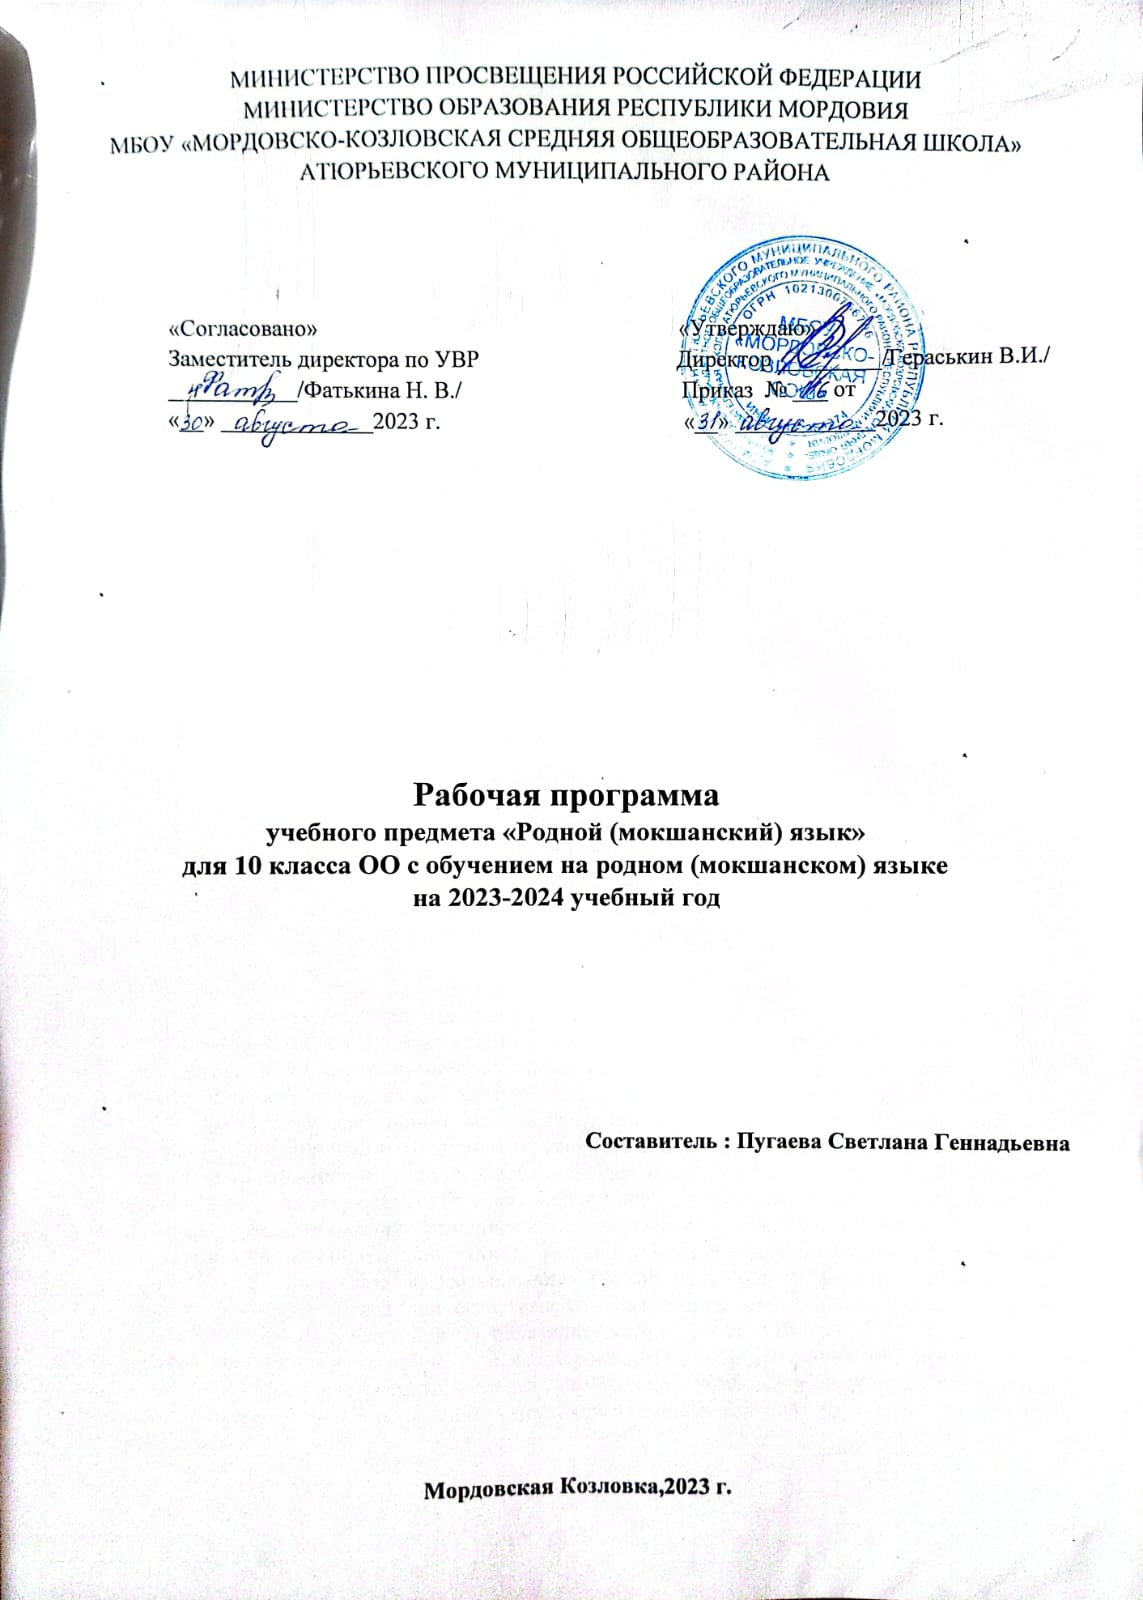 МИНИСТЕРСТВО ПРОСВЕЩЕНИЯ РОССИЙСКОЙ ФЕДЕРАЦИИ
МИНИСТЕРСТВО ОБРАЗОВАНИЯ РЕСПУБЛИКИ МОРДОВИЯ
МБОУ «МОРДОВСКО-КОЗЛОВСКАЯ СРЕДНЯЯ ОБЩЕОБРАЗОВАТЕЛЬНАЯ ШКОЛА»
АТЮРЬЕВСКОГО МУНИЦИПАЛЬНОГО РАЙОНА
«Согласовано»
Заместитель директора по УВР
/Фатькина Н. В./
«30» августа 2023 г.
«Утверждаю»
Директор /Гераськин В.И./
Приказ № от
«31» августа 2023 г.
Рабочая программа
учебного предмета «Родной (мокшанский) язык»
для 10 класса ОО с обучением на родном (мокшанском) языке
на 2023-2024 учебный год
Составитель : Пугаева Светлана Геннадьевна
Мордовская Козловка,2023 г.